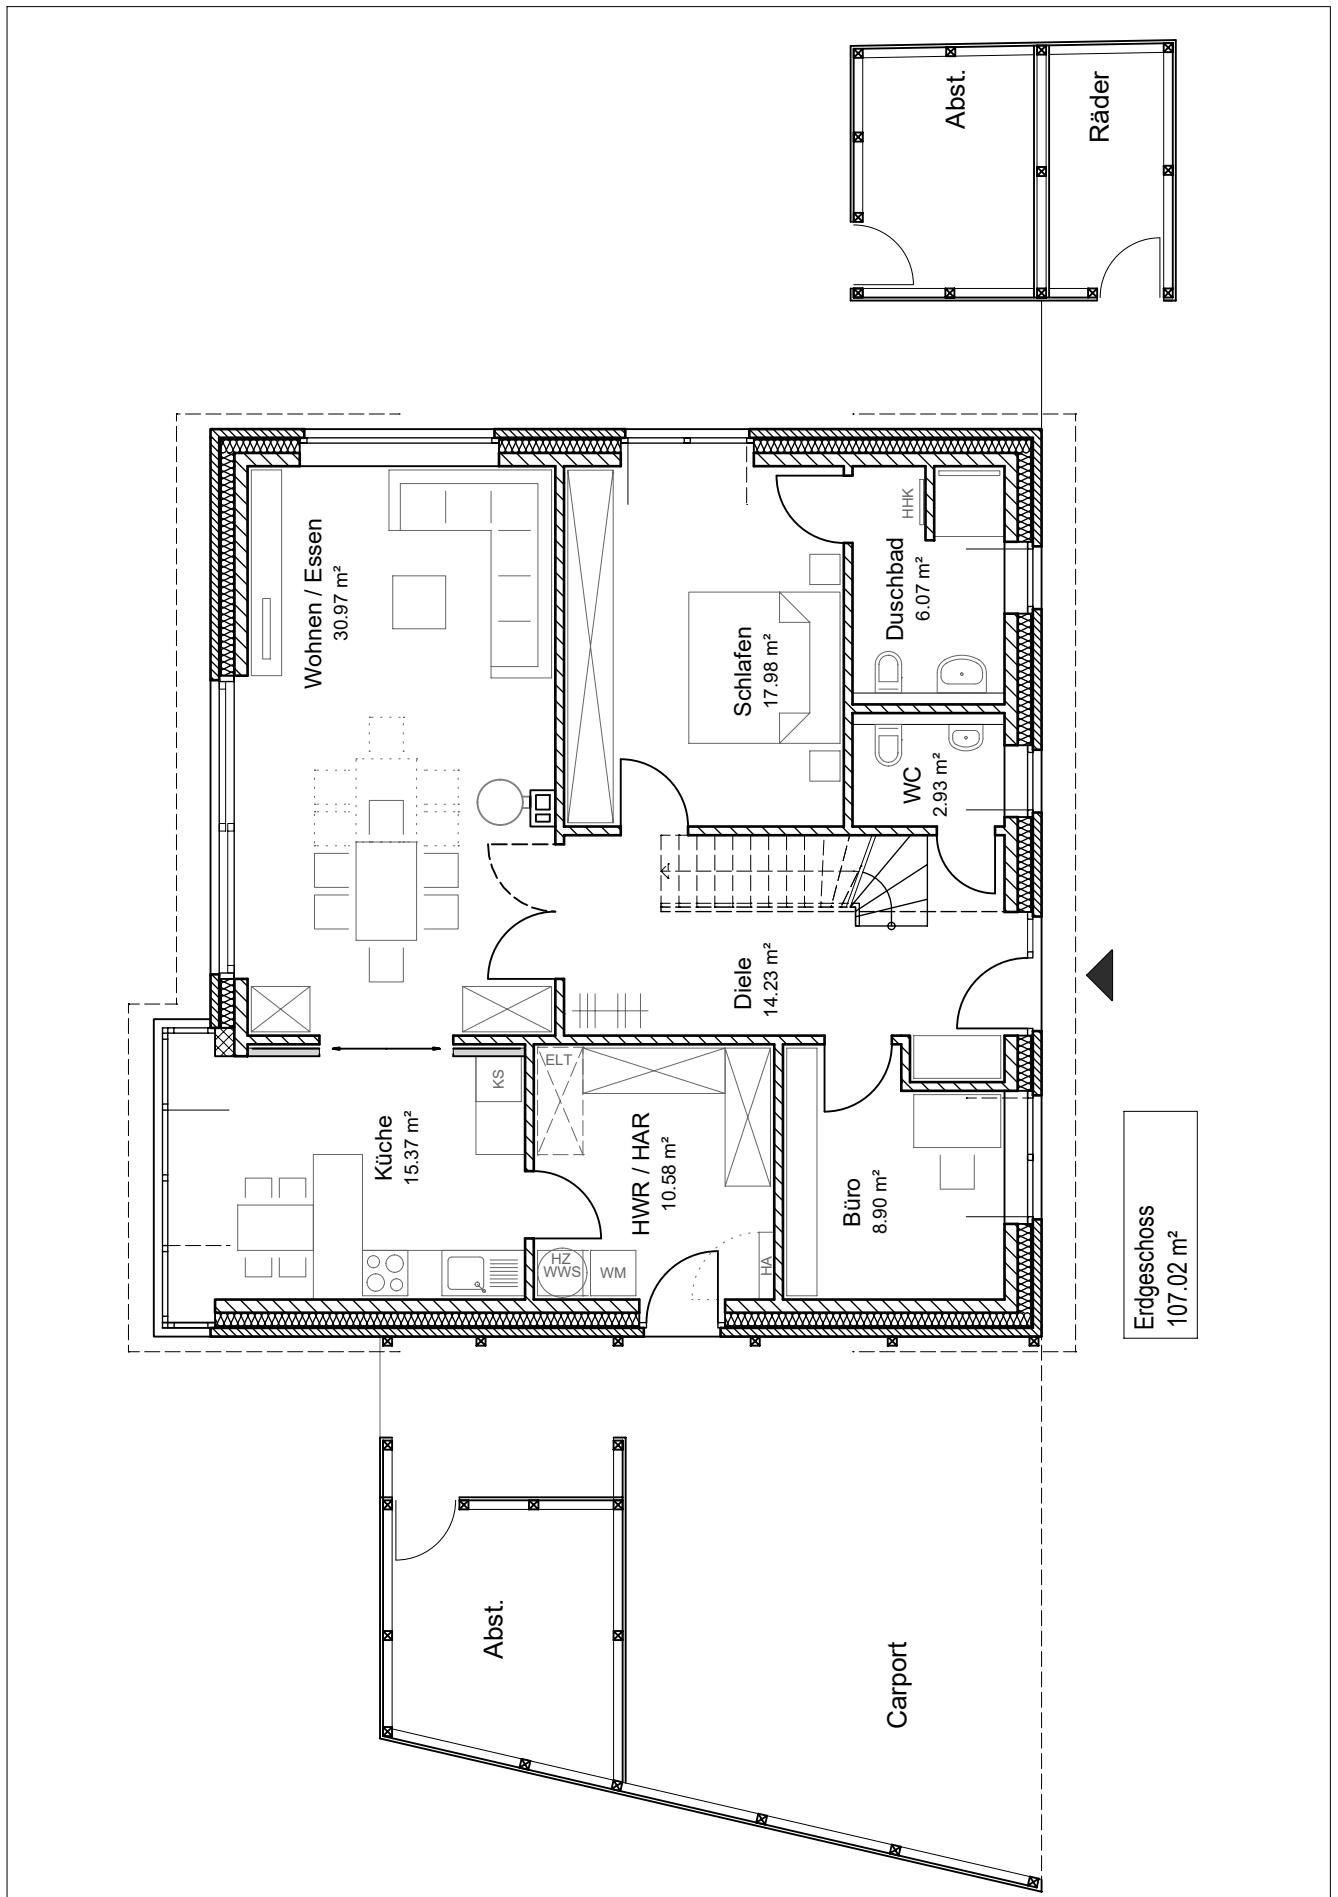 Abst.
Räder
Wohnen / Essen
30.97 m²
Schlafen
17.98 m²
Duschbad
6.07 m²
HHK
WC
2.93 m²
Diele
14.23 m²
Küche
15.37 m²
KS
ELT
HWR / HAR
10.58 m²
HZ
WWS
WM
HA
Büro
8.90 m²
Abst.
Carport
Erdgeschoss
107.02 m²